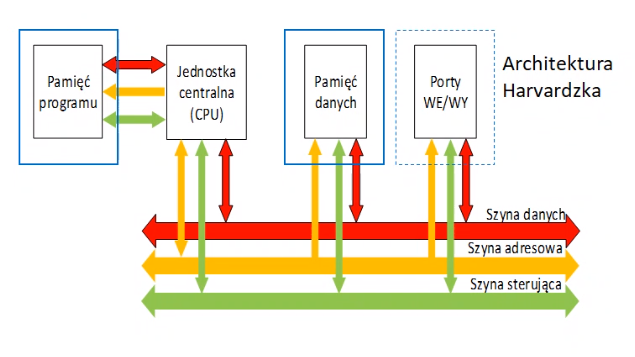 Pamięć
programu
Jednostka
centralna
(CPU)
Pamięć
danych
Porty
WE/WY
Architektura
Harvardzka
Szyna danych
Szyna adresowa
Szyna sterująca